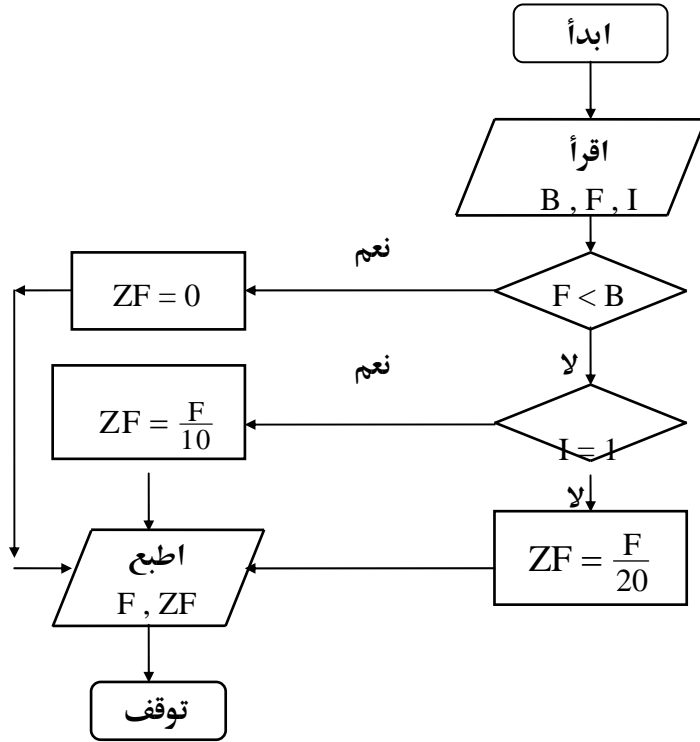 ابدأ
اقرأ
B , F , I
F < B
نعم
ZF = 0
لا
I = 1
نعم
ZF = F/10
لا
ZF = F/20
اطبع
F , ZF
توقف